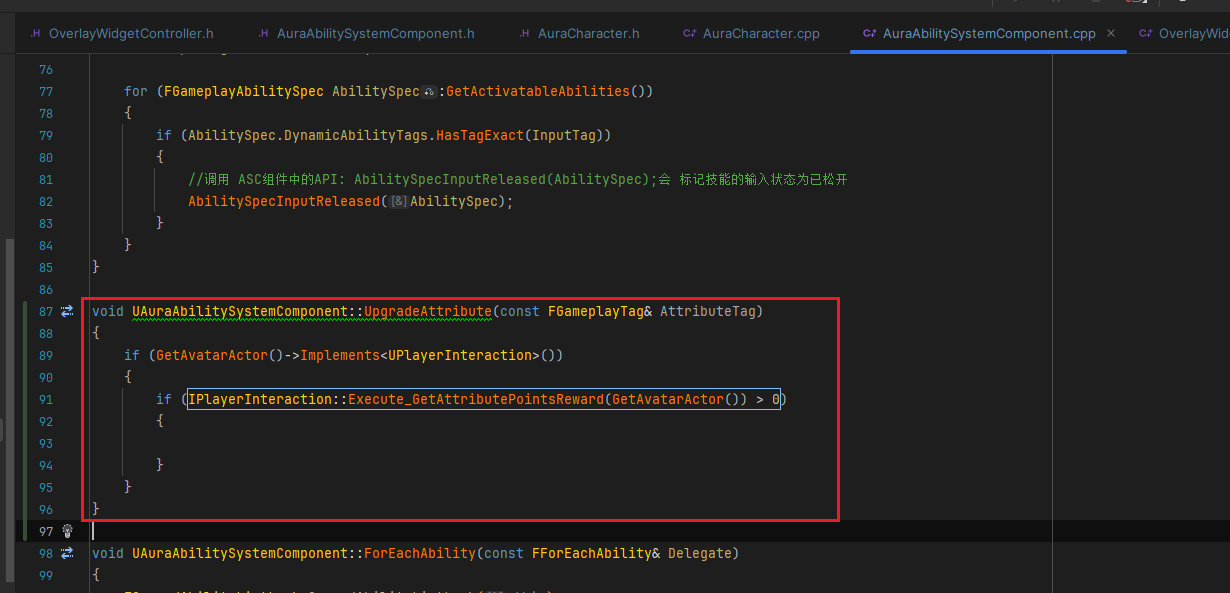 .H OverlayWidgetController.h .H AuraAbilitySystemComponent.h .H AuraCharacter.h C+ AuraCharacter.cpp C+ AuraAbilitySystemComponent.cpp × C+ OverlayWid
76
77 for (FGameplayAbilitySpec AbilitySpec :GetActivatableAbilities())
78 {
79 if (AbilitySpec.DynamicAbilityTags.HasTagExact(InputTag))
80 {
81 //调用 ASC组件中的API: AbilitySpecInputReleased(AbilitySpec);会 标记技能的输入状态为已松开
82 AbilitySpecInputReleased([&]AbilitySpec);
83 }
84 }
85 }
86
87 void UAuraAbilitySystemComponent::UpgradeAttribute(const FGameplayTag& AttributeTag)
88 {
89 if (GetAvatarActor()->Implements<UPlayerInteraction>())
90 {
91 if (IPlayerInteraction::Execute_GetAttributePointsReward(GetAvatarActor()) > 0)
92 {
93
94 }
95 }
96 }
97
98 void UAuraAbilitySystemComponent::ForEachAbility(const FForEachAbility& Delegate)
99 {